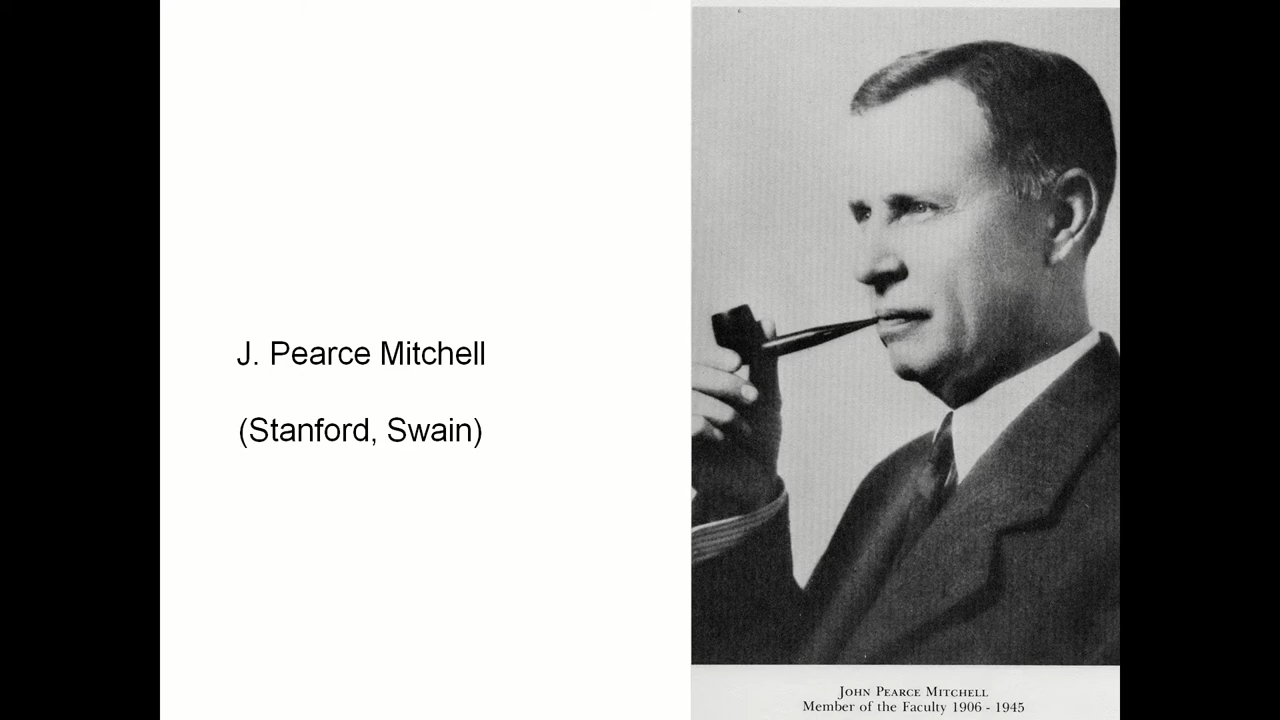 J. Pearce Mitchell
(Stanford, Swain)
John Pearce Mitchell
Member of the Faculty 1906 - 1945